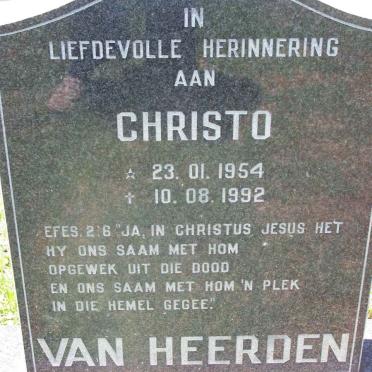 IN
LIEFDEVOLLE HERINNERING
AAN
CHRISTO
☆ 23.01.1954
† 10.08.1992
EFES. 2:6 "JA, IN CHRISTUS JESUS HET
HY ONS SAAM MET HOM
OPGEWEK UIT DIE DOOD
EN ONS SAAM MET HOM 'N PLEK
IN DIE HEMEL GEGEE."
VAN HEERDEN